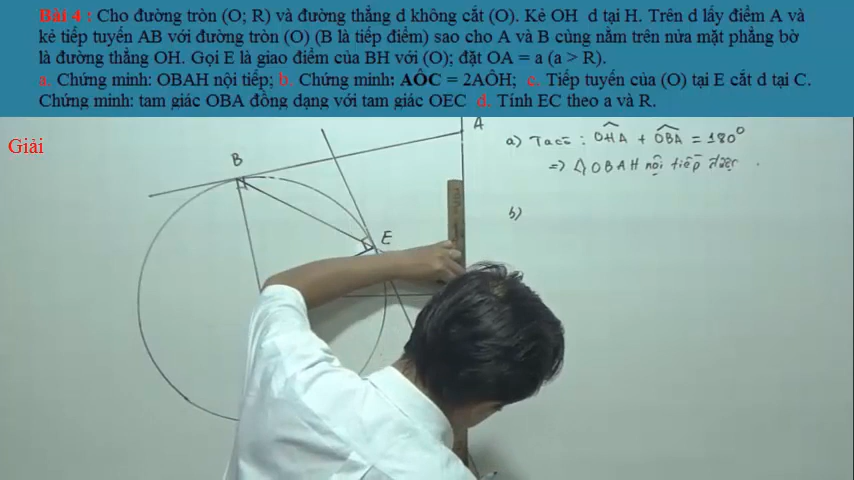 Bài 4 : Cho đường tròn (O; R) và đường thẳng d không cắt (O). Kẻ OH d tại H. Trên d lấy điểm A và
kẻ tiếp tuyến AB với đường tròn (O) (B là tiếp điểm) sao cho A và B cùng nằm trên nửa mặt phẳng bờ
là đường thẳng OH. Gọi E là giao điểm của BH với (O); đặt OA = a (a > R).
a. Chứng minh: OBAH nội tiếp; b. Chứng minh: AÔC = 2AÔH; c. Tiếp tuyến của (O) tại E cắt d tại C.
Chứng minh: tam giác OBA đồng dạng với tam giác OEC d. Tính EC theo a và R.
Giải
A
B
E
a) Ta có : OHA + OBA = 180°
=> ◊ OBAH nội tiếp được
b)